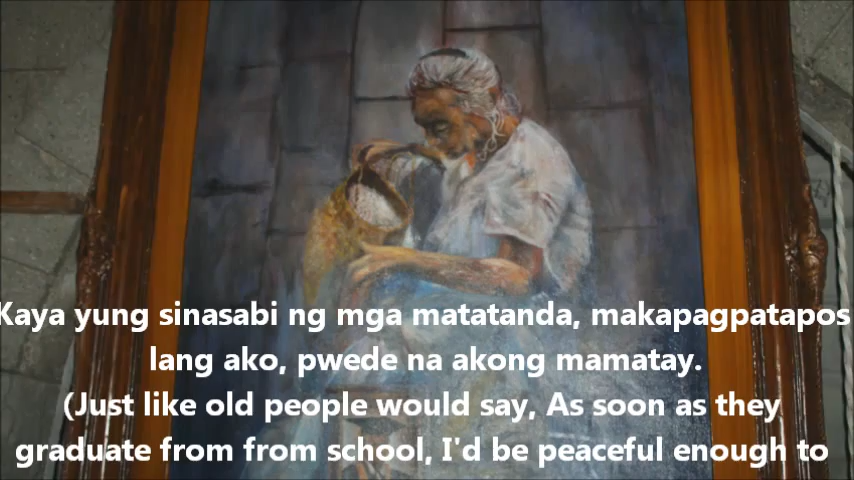 Kaya yung sinasabi ng mga matatanda, makapagpatapos
lang ako, pwede na akong mamatay.
(Just like old people would say, As soon as they
graduate from from school, I'd be peaceful enough to